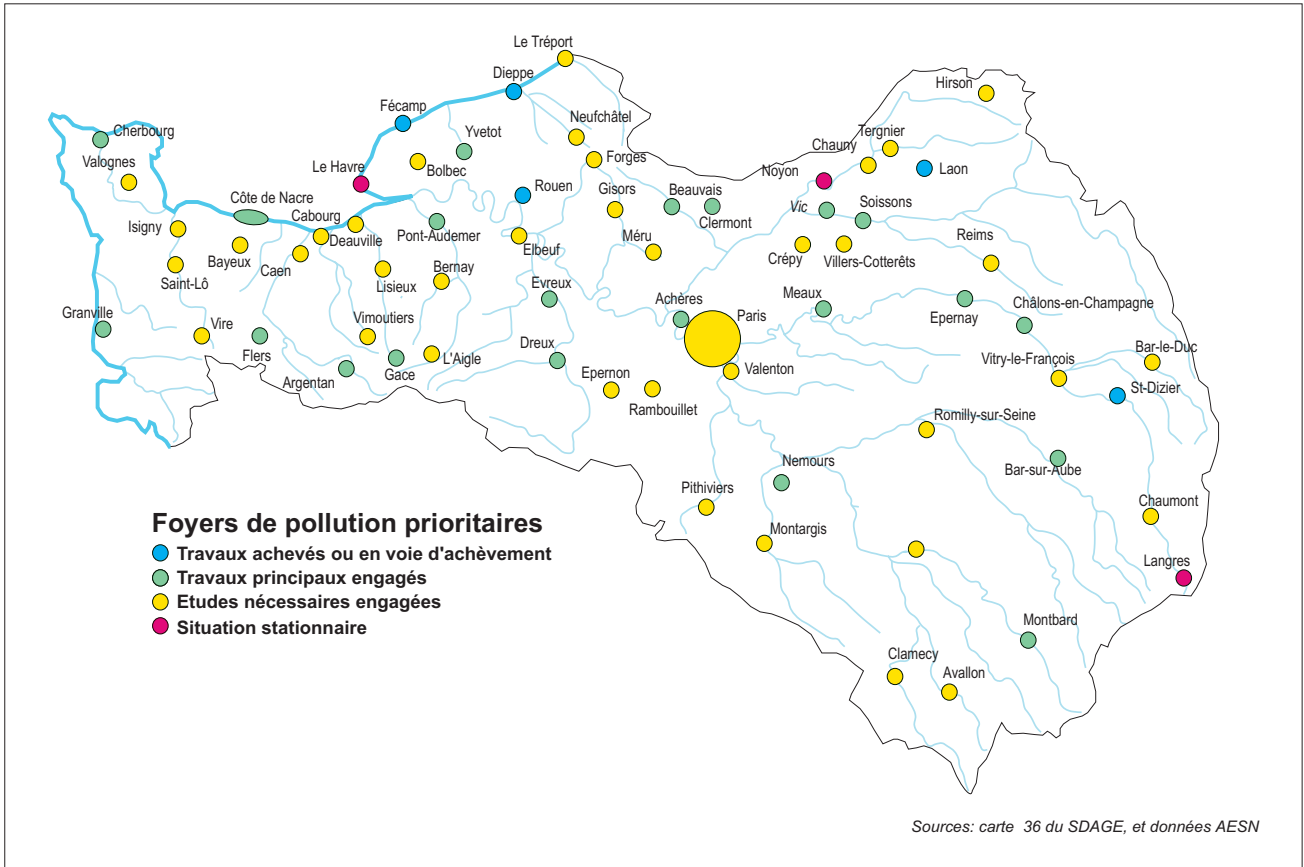 Le Tréport
Dieppe
Hirson
Fécamp
Neufchâtel
Cherbourg
Yvetot
Tergnier
Chauny
Valognes
Bolbec
Forges
Le Havre
Noyon
Laon
Rouen
Gisors
Beauvais
Côte de Nacre
Vic
Soissons
Cabourg
Clermont
Isigny
Deauville
Pont-Audemer
Reims
Méru
Elbeuf
Bayeux
Caen
Crépy
Villers-Cotterêts
Bernay
Saint-Lô
Lisieux
Evreux
Meaux
Achères
Châlons-en-Champagne
Granville
Paris
Epernay
Vire
Vimoutiers
Flers
Dreux
Bar-le-Duc
L'Aigle
Vitry-le-François
Gace
Valenton
Epernon
St-Dizier
Argentan
Rambouillet
Romilly-sur-Seine
Nemours
Bar-sur-Aube
Pithiviers
Chaumont
Foyers de pollution prioritaires
Montargis
Travaux achevés ou en voie d'achèvement
Langres
Travaux principaux engagés
Etudes nécessaires engagées
Montbard
Situation stationnaire
Clamecy
Avallon
Sources: carte 36 du SDAGE, et données AESN